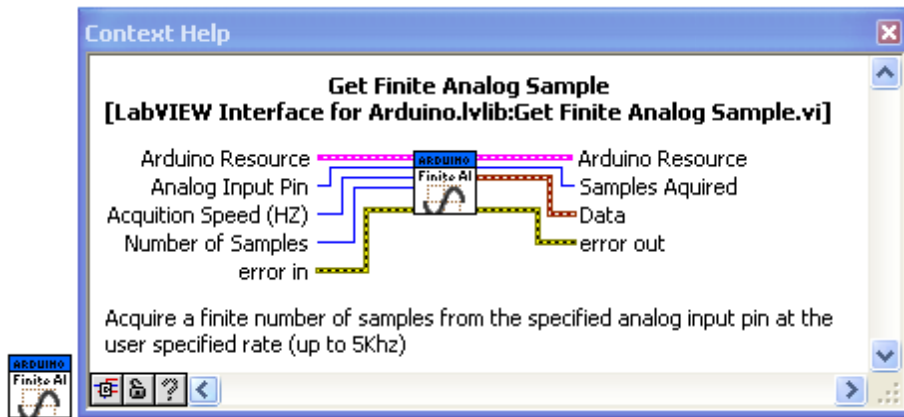 Context Help
Get Finite Analog Sample
[LabVIEW Interface for Arduino.lvlib:Get Finite Analog Sample.vi]
Arduino Resource
ARDUINO
Arduino Resource
Analog Input Pin
Finite AI
Samples Aquired
Acquition Speed (HZ)
Data
Number of Samples
error out
error in
Acquire a finite number of samples from the specified analog input pin at the
user specified rate (up to 5Khz)
ARDUINO
Finite AI
?